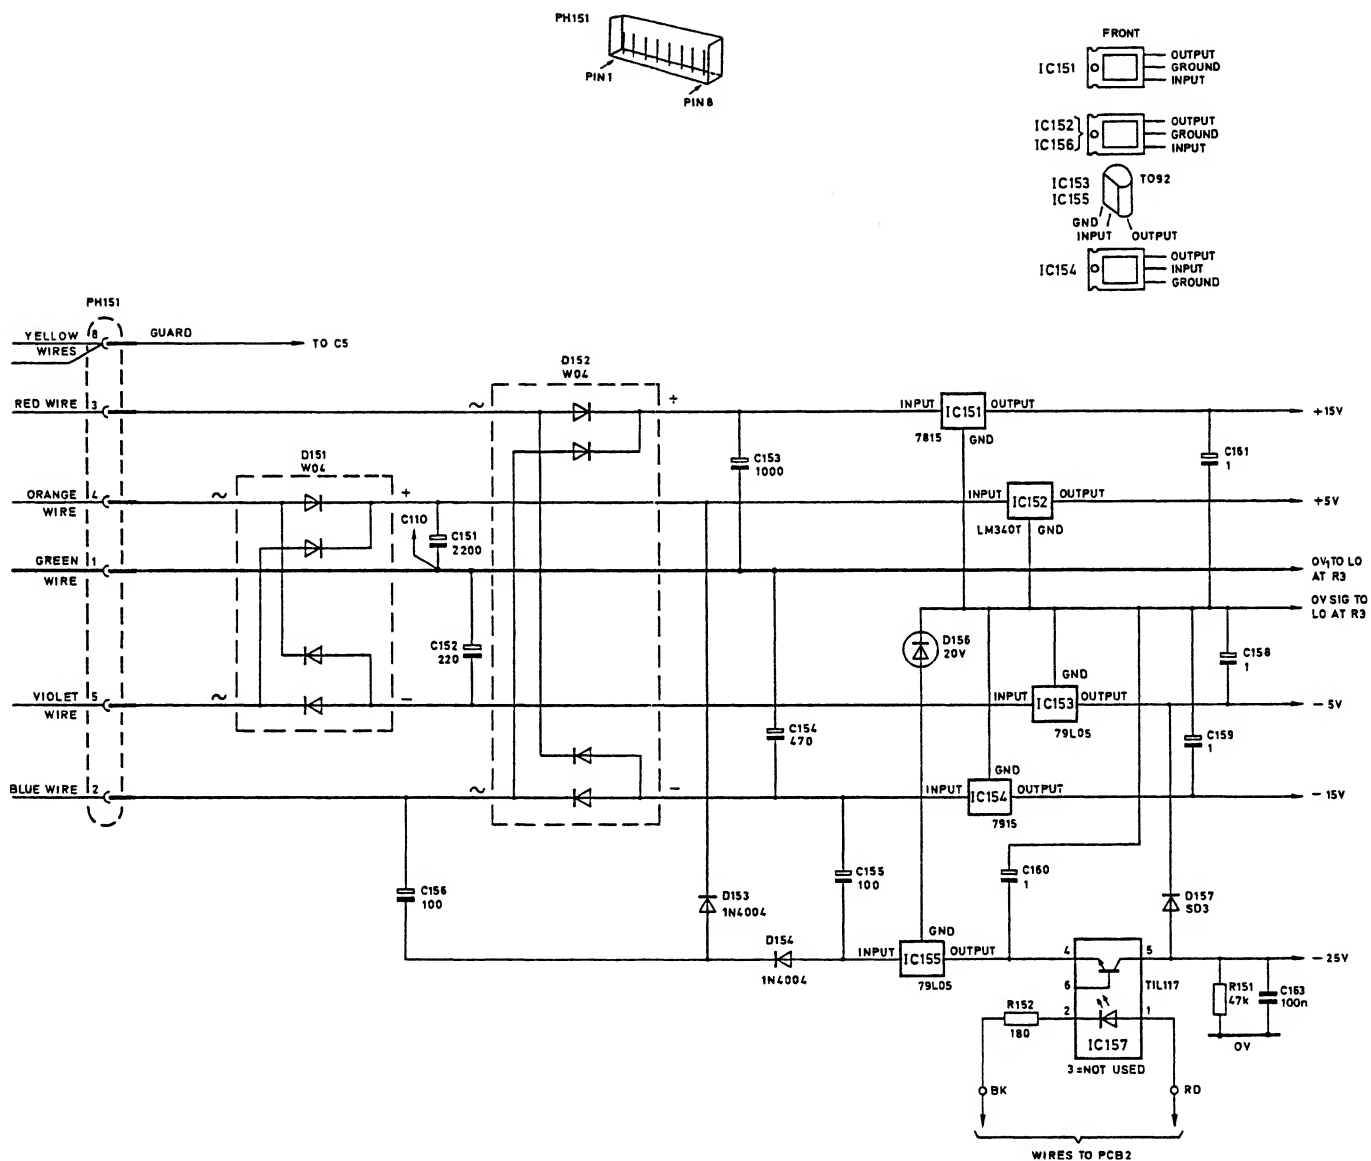 PH151
PIN 1
PIN 8
FRONT
IC151
OUTPUT
GROUND
INPUT
IC152
IC156
OUTPUT
GROUND
INPUT
IC153
IC155
TO92
GND
INPUT
OUTPUT
IC154
OUTPUT
INPUT
GROUND
PH151
YELLOW 8
WIRES
GUARD
TO C5
D152
W04
RED WIRE 3
~
+
INPUT
IC151
OUTPUT
+15V
7815
GND
D151
W04
C153
1000
C161
1
ORANGE 4
WIRE
~
+
INPUT
IC152
OUTPUT
+5V
LM340T
GND
C110
C151
2200
GREEN 1
WIRE
0V1 TO LO
AT R3
0V SIG TO
LO AT R3
C152
220
D156
20V
C158
1
GND
VIOLET 5
WIRE
~
-
INPUT
IC153
OUTPUT
-5V
79L05
C154
470
C159
1
GND
BLUE WIRE 2
~
-
INPUT
IC154
OUTPUT
-15V
7915
C156
100
D153
1N4004
C155
100
C160
1
D157
SD3
D154
1N4004
GND
INPUT
IC155
OUTPUT
79L05
4
5
-25V
6
TIL117
R151
47k
C163
100n
R152
180
2
1
IC157
0V
3=NOT USED
BK
RD
WIRES TO PCB2